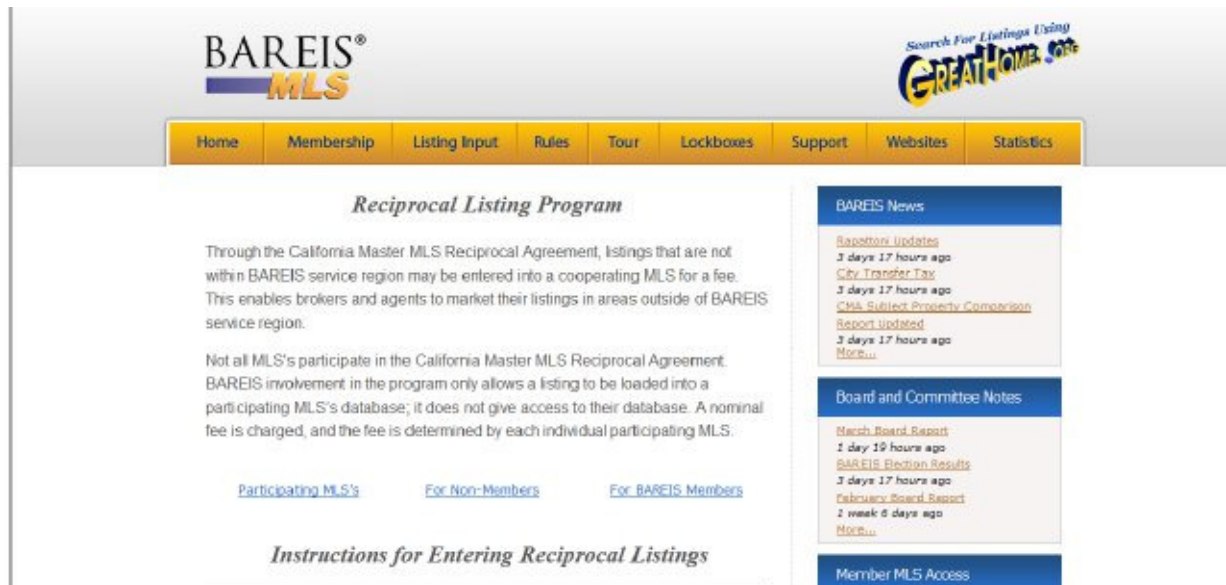 BAREIS®
MLS
Search For Listings Using
GREATHOMES.ORG
Home Membership Listing Input Rules Tour Lockboxes Support Websites Statistics
Reciprocal Listing Program
Through the California Master MLS Reciprocal Agreement, listings that are not
within BAREIS service region may be entered into a cooperating MLS for a fee.
This enables brokers and agents to market their listings in areas outside of BAREIS
service region.
Not all MLS's participate in the California Master MLS Reciprocal Agreement.
BAREIS involvement in the program only allows a listing to be loaded into a
participating MLS's database; it does not give access to their database. A nominal
fee is charged, and the fee is determined by each individual participating MLS.
Participating MLS's For Non-Members For BAREIS Members
Instructions for Entering Reciprocal Listings
BAREIS News
Rapattoni Updates
3 days 17 hours ago
City Transfer Tax
3 days 17 hours ago
CMA Subject Property Comparison
Report Updated
3 days 17 hours ago
More...
Board and Committee Notes
March Board Report
1 day 19 hours ago
BAREIS Election Results
3 days 17 hours ago
February Board Report
1 week 6 days ago
More...
Member MLS Access